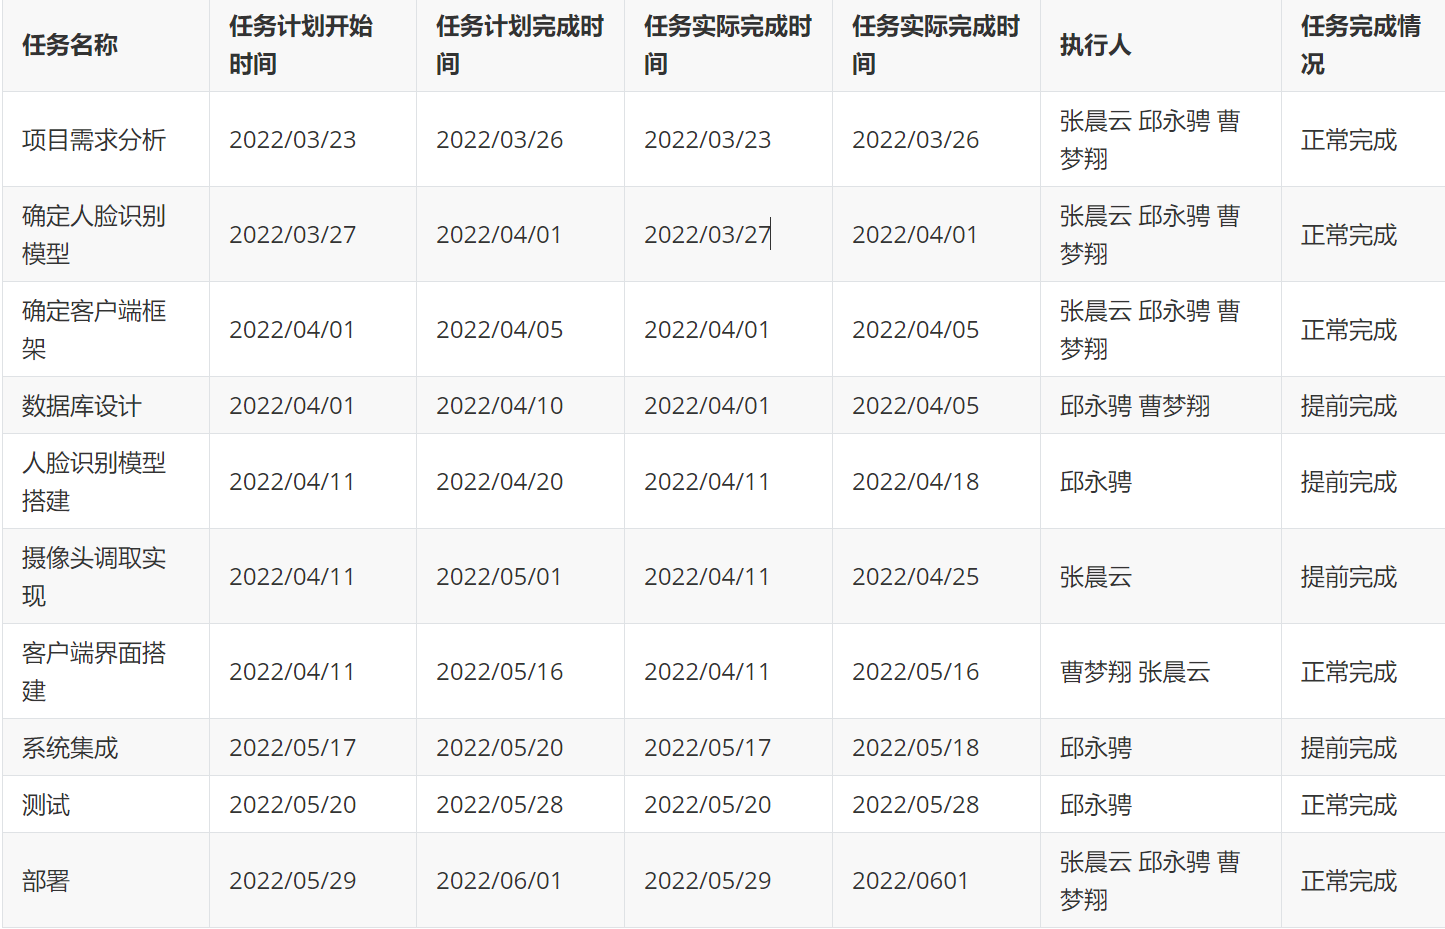 任务名称
任务计划开始
时间
任务计划完成时
间
任务实际完成时
间
任务实际完成时
间
执行人
任务完成情
况
项目需求分析
2022/03/23
2022/03/26
2022/03/23
2022/03/26
张晨云 邱永骋 曹
梦翔
正常完成
确定人脸识别
模型
2022/03/27
2022/04/01
2022/03/27
2022/04/01
张晨云 邱永骋 曹
梦翔
正常完成
确定客户端框
架
2022/04/01
2022/04/05
2022/04/01
2022/04/05
张晨云 邱永骋 曹
梦翔
正常完成
数据库设计
2022/04/01
2022/04/10
2022/04/01
2022/04/05
邱永骋 曹梦翔
提前完成
人脸识别模型
搭建
2022/04/11
2022/04/20
2022/04/11
2022/04/18
邱永骋
提前完成
摄像头调取实
现
2022/04/11
2022/05/01
2022/04/11
2022/04/25
张晨云
提前完成
客户端界面搭
建
2022/04/11
2022/05/16
2022/04/11
2022/05/16
曹梦翔 张晨云
正常完成
系统集成
2022/05/17
2022/05/20
2022/05/17
2022/05/18
邱永骋
提前完成
测试
2022/05/20
2022/05/28
2022/05/20
2022/05/28
邱永骋
正常完成
部署
2022/05/29
2022/06/01
2022/05/29
2022/0601
张晨云 邱永骋 曹
梦翔
正常完成